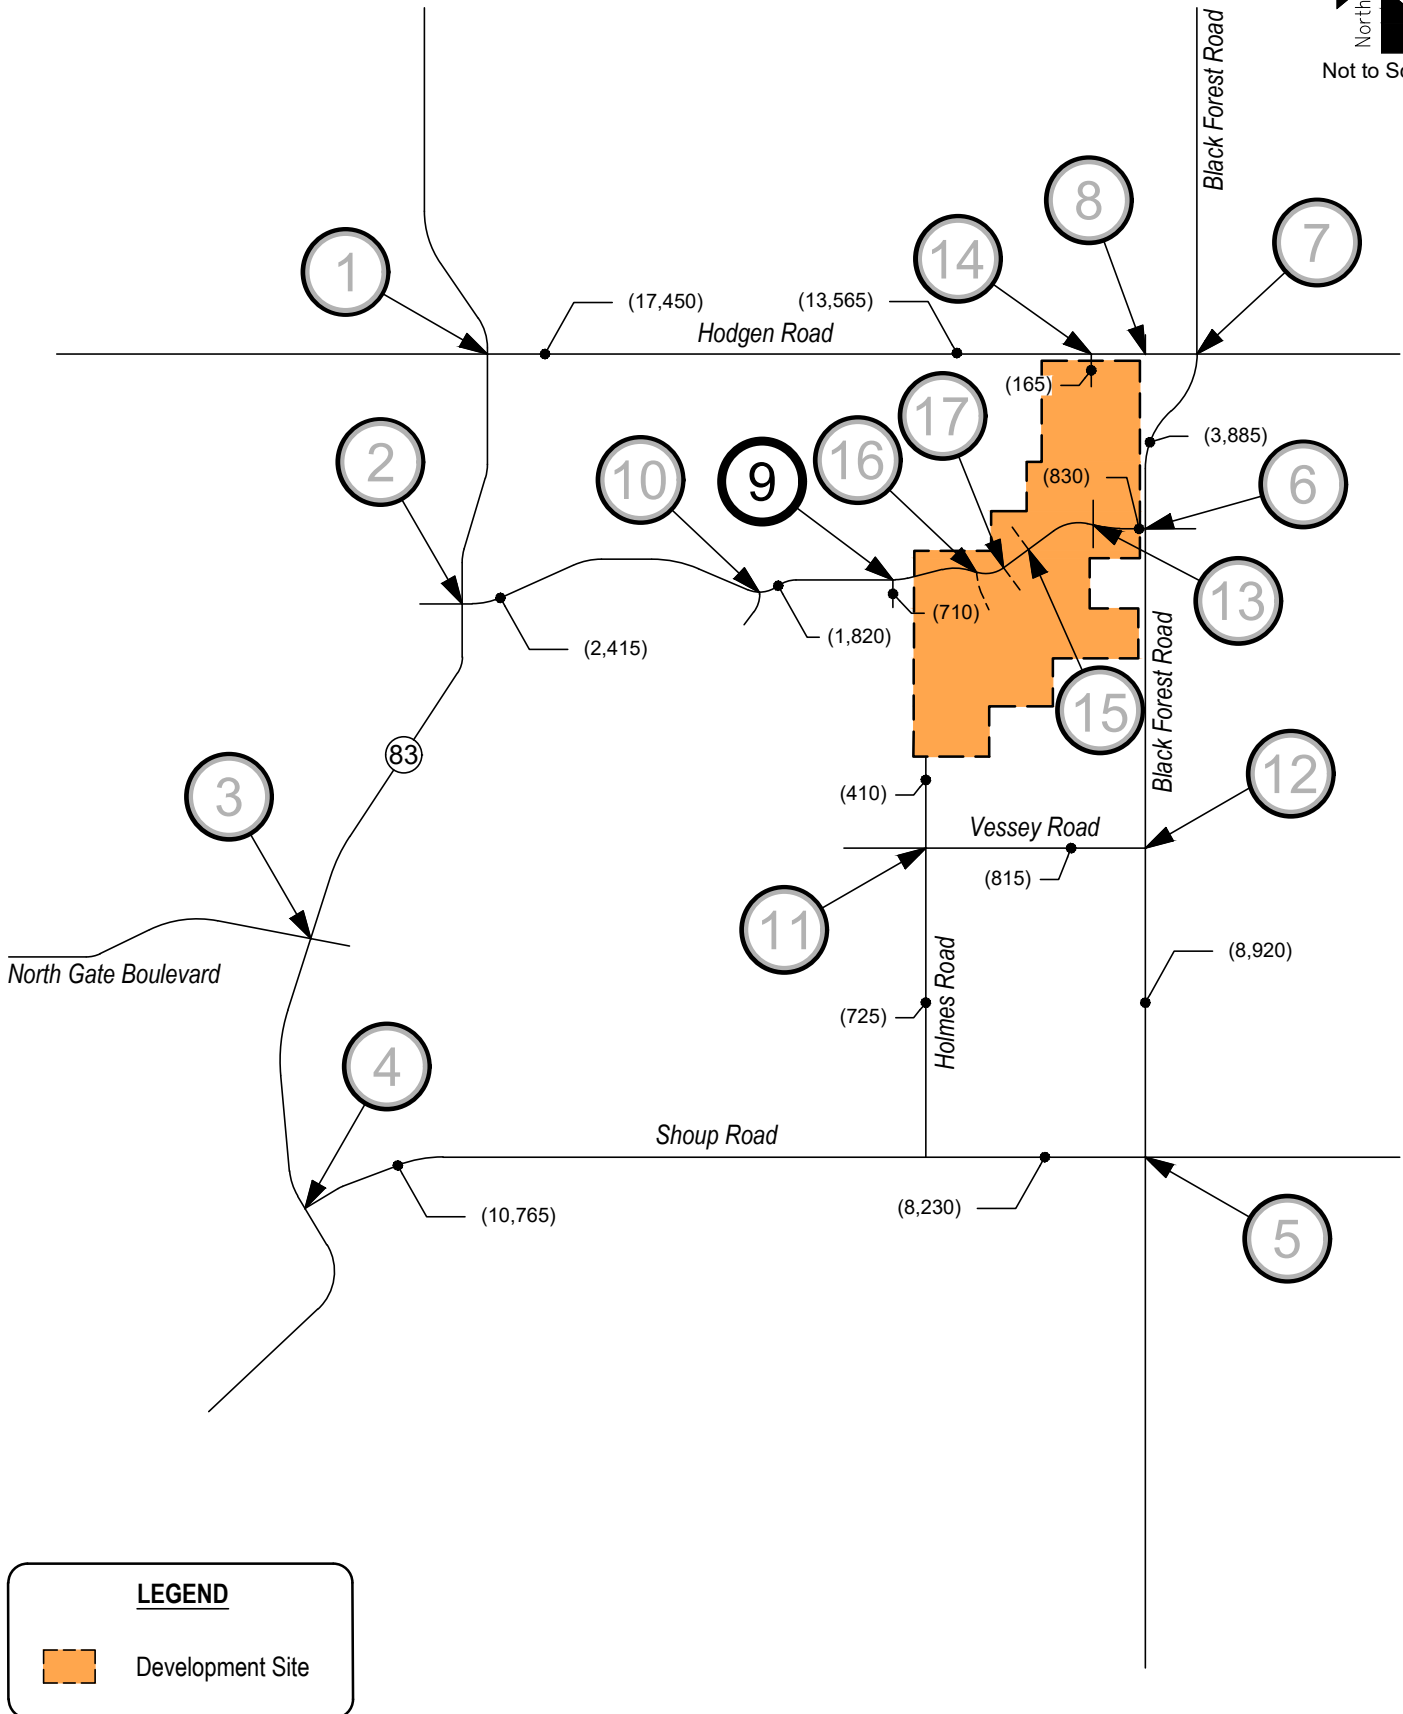 North
Not to Sc
Black Forest Road
8
14
7
1
(17,450)
(13,565)
Hodgen Road
(165)
17
(3,885)
2
16
10
9
(830)
6
13
(710)
(1,820)
(2,415)
Black Forest Road
15
83
3
12
(410)
Vessey Road
(815)
11
North Gate Boulevard
(8,920)
Holmes Road
(725)
4
Shoup Road
(10,765)
(8,230)
5
LEGEND
Development Site